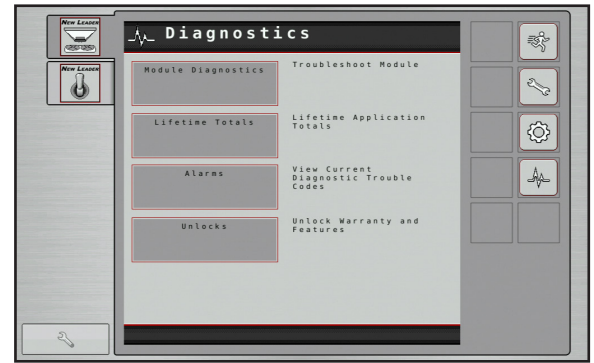 New Leader
New Leader
Diagnostics
Module Diagnostics
Troubleshoot Module
Lifetime Totals
Lifetime Application
Totals
Alarms
View Current
Diagnostic Trouble
Codes
Unlocks
Unlock Warranty and
Features